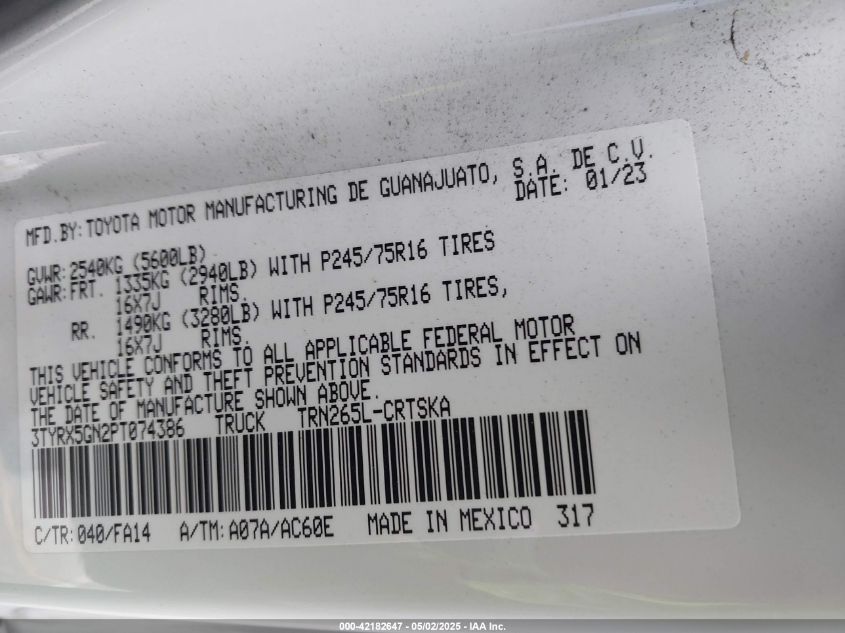 MFD.BY: TOYOTA MOTOR MANUFACTURING DE GUANAJUATO, S.A. DE C.V.
DATE: 01/23
GVWR: 2540KG (5600LB)
GAWR: FRT. 1335KG (2940LB) WITH P245/75R16 TIRES
16X7J RIMS.
RR. 1490KG (3280LB) WITH P245/75R16 TIRES,
16X7J RIMS.
THIS VEHICLE CONFORMS TO ALL APPLICABLE FEDERAL MOTOR
VEHICLE SAFETY AND THEFT PREVENTION STANDARDS IN EFFECT ON
THE DATE OF MANUFACTURE SHOWN ABOVE.
3TYRX5GN2PT074386 TRUCK TRN265L-CRTSKA
C/TR: 040/FA14 A/TM: A07A/AC60E MADE IN MEXICO 317
000-42182647 - 05/02/2025 - IAA Inc.